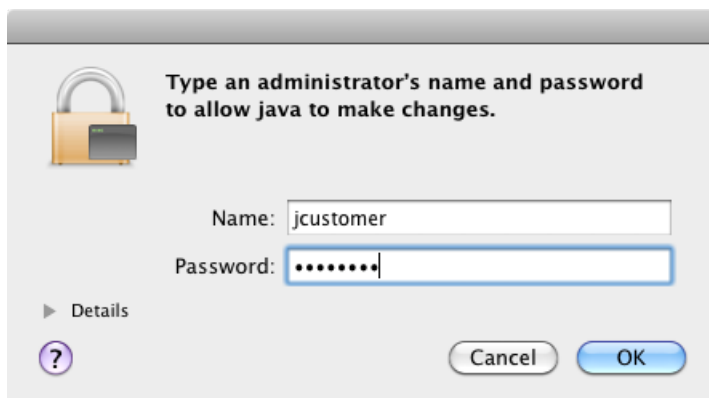 Type an administrator's name and password
to allow java to make changes.
Name: jcustomer
Password: ••••••••
Details
? Cancel OK